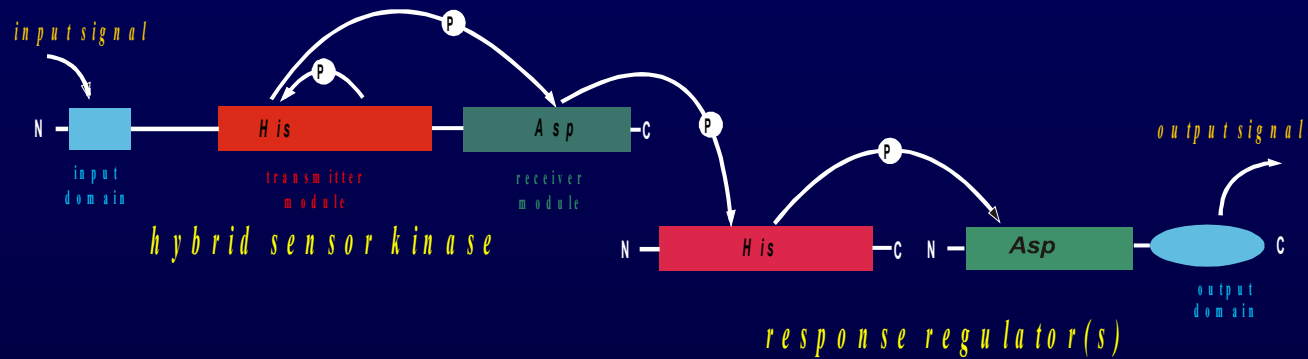 input signal
P
P
N
His
Asp
C
P
input
domain
transmitter
module
receiver
module
hybrid sensor kinase
P
output signal
N
His
C
N
Asp
C
output
domain
response regulator(s)